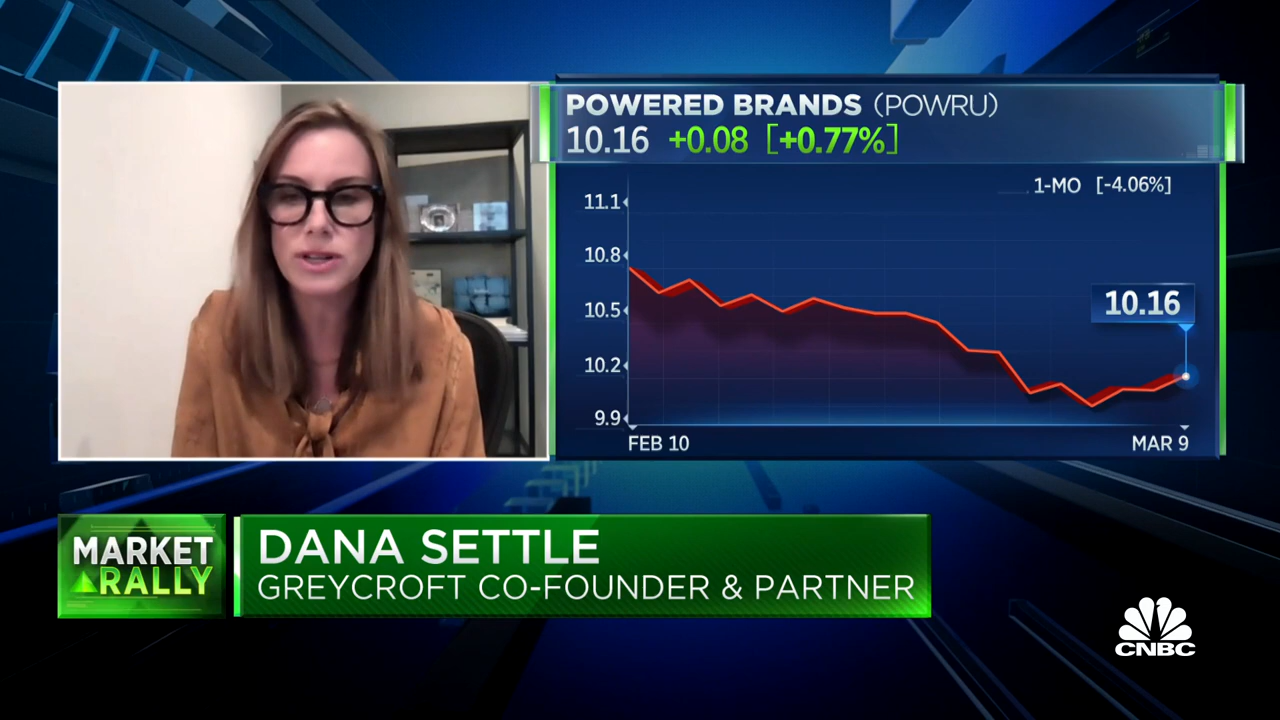 POWERED BRANDS (POWRU)
10.16 +0.08 [+0.77%]
1-MO [-4.06%]
11.1
10.8
10.5
10.2
9.9
10.16
FEB 10 MAR 9
MARKET
RALLY
DANA SETTLE
GREYCROFT CO-FOUNDER & PARTNER
CNBC